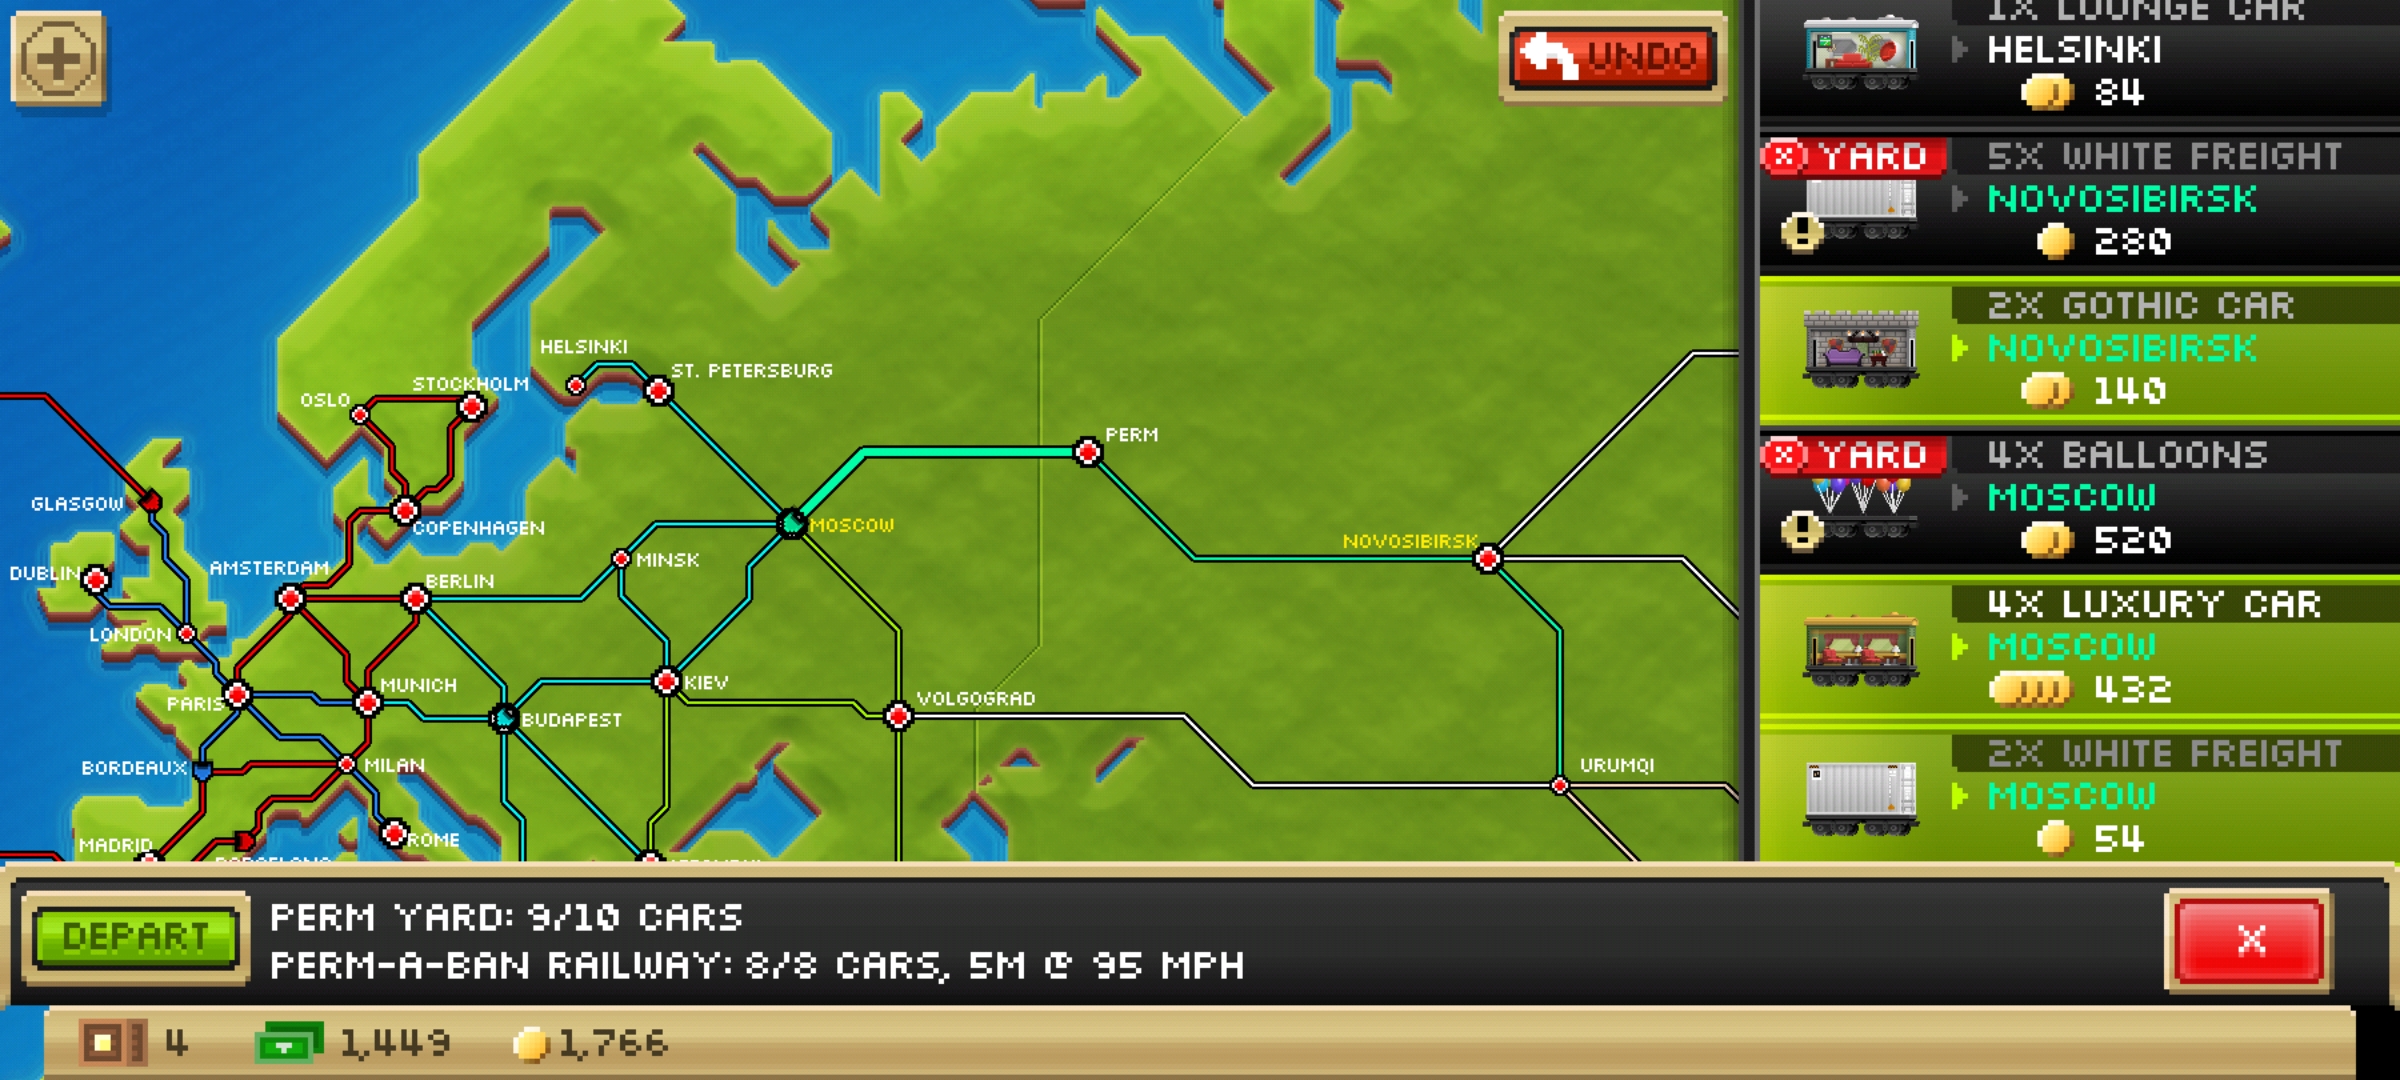 UNDO
HELSINKI
ST. PETERSBURG
STOCKHOLM
OSLO
PERM
GLASGOW
COPENHAGEN
MOSCOW
NOVOSIBIRSK
MINSK
DUBLIN
AMSTERDAM
BERLIN
LONDON
PARIS
MUNICH
KIEV
VOLGOGRAD
BUDAPEST
BORDEAUX
MILAN
URUMQI
MADRID
ROME
1X LOUNGE CAR
HELSINKI
84
YARD
5X WHITE FREIGHT
NOVOSIBIRSK
280
2X GOTHIC CAR
NOVOSIBIRSK
140
YARD
4X BALLOONS
MOSCOW
520
4X LUXURY CAR
MOSCOW
432
2X WHITE FREIGHT
MOSCOW
54
DEPART
PERM YARD: 9/10 CARS
PERM-A-BAN RAILWAY: 8/8 CARS, 5M @ 95 MPH
X
4
1,449
1,766